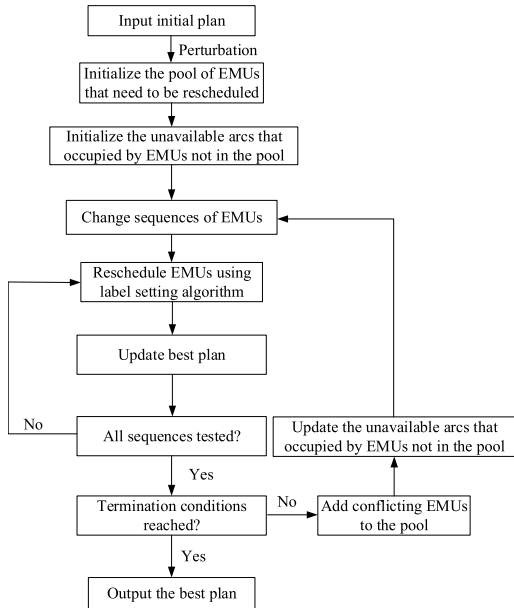 Input initial plan
Perturbation
Initialize the pool of EMUs
that need to be rescheduled
Initialize the unavailable arcs that
occupied by EMUs not in the pool
Change sequences of EMUs
Reschedule EMUs using
label setting algorithm
Update best plan
No
All sequences tested?
Update the unavailable arcs that
occupied by EMUs not in the pool
Yes
Termination conditions
reached?
No
Add conflicting EMUs
to the pool
Yes
Output the best plan